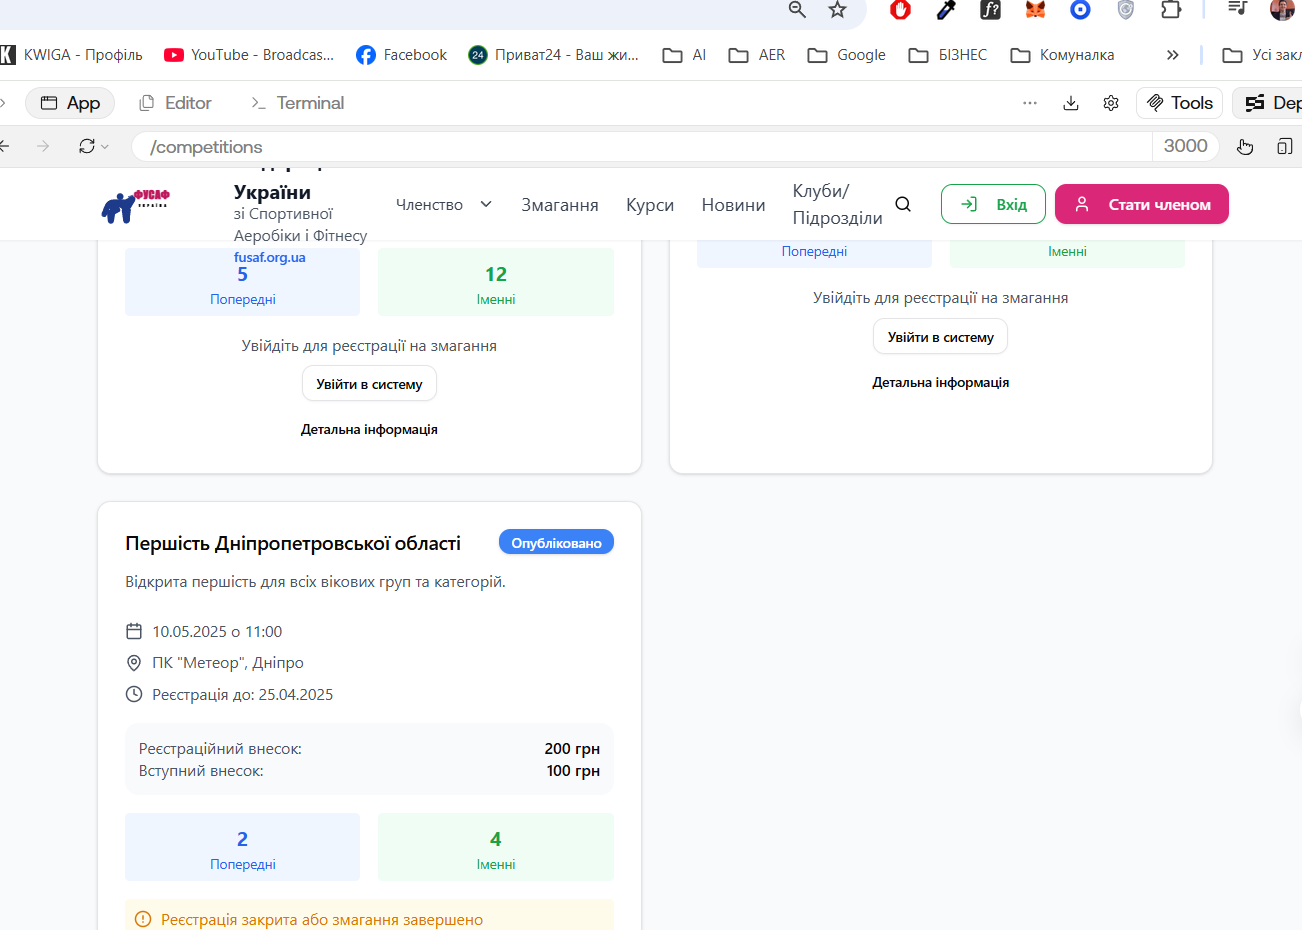 KWIGA - Профіль
YouTube - Broadcas...
Facebook
24
Приват24 - Ваш жи...
AI
AER
Google
БІЗНЕС
Комуналка
»
Усі закл
App
Editor
Terminal
Tools
Dep
/competitions
3000
ФУСАФ
УКРАЇНА
України
зі Спортивної
Аеробіки і Фітнесу
fusaf.org.ua
Членство
Змагання
Курси
Новини
Клуби/
Підрозділи
Вхід
Стати членом
5
Попередні
12
Іменні
Увійдіть для реєстрації на змагання
Увійти в систему
Детальна інформація
Попередні
Іменні
Увійдіть для реєстрації на змагання
Увійти в систему
Детальна інформація
Першість Дніпропетровської області
Опубліковано
Відкрита першість для всіх вікових груп та категорій.
10.05.2025 о 11:00
ПК "Метеор", Дніпро
Реєстрація до: 25.04.2025
Реєстраційний внесок: 200 грн
Вступний внесок: 100 грн
2
Попередні
4
Іменні
Реєстрація закрита або змагання завершено